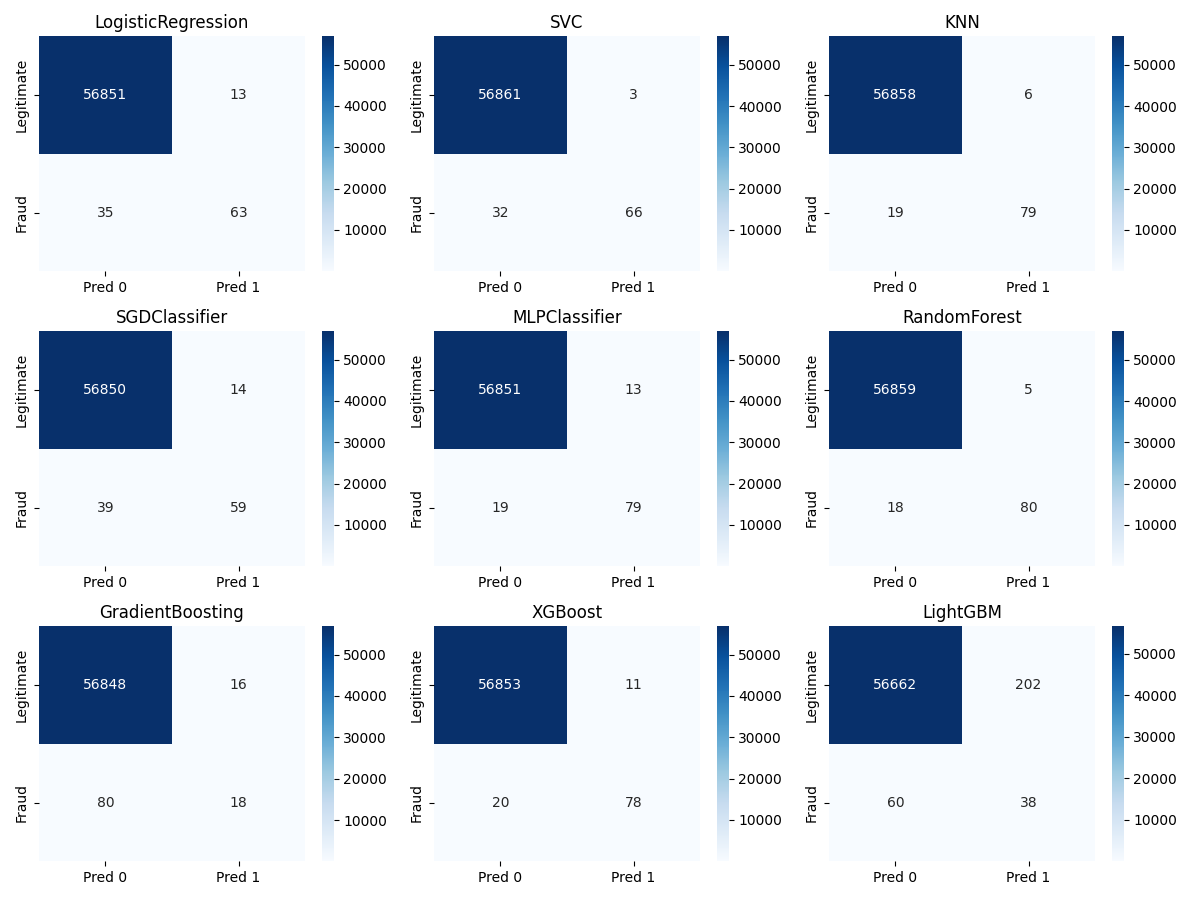 LogisticRegression
Legitimate
56851 13
Fraud
35 63
Pred 0 Pred 1
50000
40000
30000
20000
10000
SVC
Legitimate
56861 3
Fraud
32 66
Pred 0 Pred 1
50000
40000
30000
20000
10000
KNN
Legitimate
56858 6
Fraud
19 79
Pred 0 Pred 1
50000
40000
30000
20000
10000
SGDClassifier
Legitimate
56850 14
Fraud
39 59
Pred 0 Pred 1
50000
40000
30000
20000
10000
MLPClassifier
Legitimate
56851 13
Fraud
19 79
Pred 0 Pred 1
50000
40000
30000
20000
10000
RandomForest
Legitimate
56859 5
Fraud
18 80
Pred 0 Pred 1
50000
40000
30000
20000
10000
GradientBoosting
Legitimate
56848 16
Fraud
80 18
Pred 0 Pred 1
50000
40000
30000
20000
10000
XGBoost
Legitimate
56853 11
Fraud
20 78
Pred 0 Pred 1
50000
40000
30000
20000
10000
LightGBM
Legitimate
56662 202
Fraud
60 38
Pred 0 Pred 1
50000
40000
30000
20000
10000